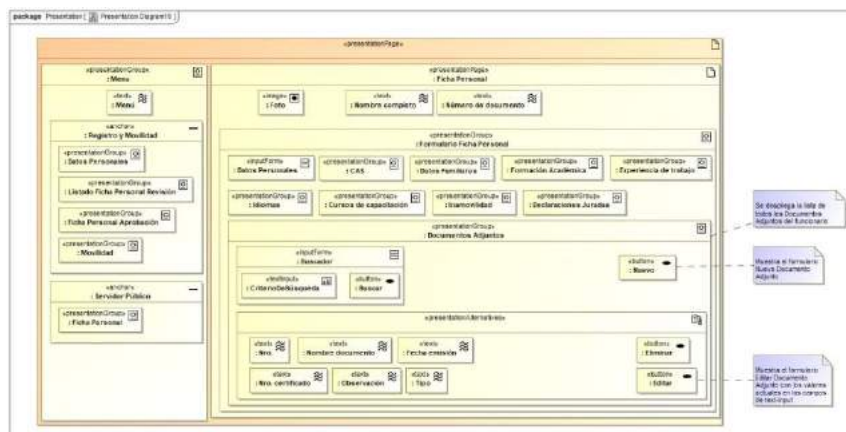 package Presentation [ Presentation Diagram10 ]
«presentationPage»
«presentationGroup»
: Menu
«text»
: Menú
«anchor»
: Registro y Movilidad
«presentationGroup»
: Datos Personales
«presentationGroup»
: Listado Ficha Personal Revisión
«presentationGroup»
: Ficha Personal Aprobación
«presentationGroup»
: Movilidad
«anchor»
: Servidor Público
«presentationGroup»
: Ficha Personal
«presentationPage»
: Ficha Personal
«image»
: Foto
«text»
: Nombre completo
«text»
: Número de documento
«presentationGroup»
: Formulario Ficha Personal
«inputForm»
: Datos Personales
«presentationGroup»
: CAS
«presentationGroup»
: Datos Familiares
«presentationGroup»
: Formación Académica
«presentationGroup»
: Experiencia de trabajo
«presentationGroup»
: Idiomas
«presentationGroup»
: Cursos de capacitación
«presentationGroup»
: Inamovilidad
«presentationGroup»
: Declaraciones Juradas
«presentationGroup»
: Documentos Adjuntos
«inputForm»
: Buscador
«textInput»
: CriterioDeBúsqueda
«button»
: Buscar
«button»
: Nuevo
«presentationAlternatives»
«text»
: Nro.
«text»
: Nombre documento
«text»
: Fecha emisión
«button»
: Eliminar
«text»
: Nro. certificado
«text»
: Observación
«text»
: Tipo
«button»
: Editar
Se despliega la lista de
todos los Documentos
Adjuntos del funcionario
Muestra el formulario
Nuevo Documento
Adjunto
Muestra el formulario
Editar Documento
Adjunto con los valores
actuales en los campos
de text-input